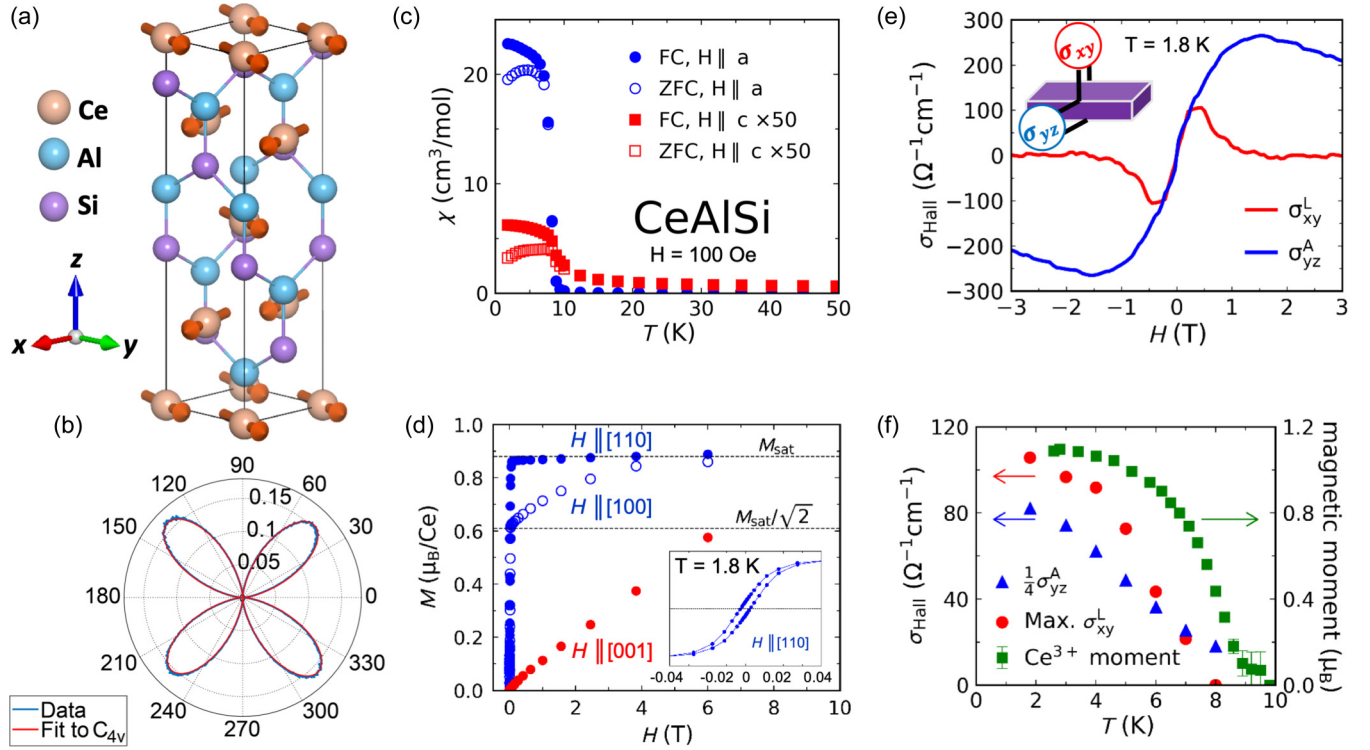 (a)
Ce
Al
Si
z
x
y
(b)
90
120
60
0.15
150
30
0.1
0.05
180
0
210
330
240
300
270
Data
Fit to C4v
(c)
χ (cm³/mol)
20
10
0
FC, H ∥ a
ZFC, H ∥ a
FC, H ∥ c ×50
ZFC, H ∥ c ×50
CeAlSi
H = 100 Oe
0 10 20 30 40 50
T (K)
(d)
M (μB/Ce)
1.0
0.8
0.6
0.4
0.2
0.0
H ∥ [110]
Msat
H ∥ [100]
Msat/√2
T = 1.8 K
H ∥ [001]
H ∥ [110]
-0.04 -0.02 0 0.02 0.04
0 2 4 6 8 10
H (T)
(e)
σHall (Ω⁻¹cm⁻¹)
300
200
100
0
−100
−200
−300
σxy
T = 1.8 K
σyz
σᴸxy
σᴬyz
−3 −2 −1 0 1 2 3
H (T)
(f)
σHall (Ω⁻¹cm⁻¹)
120
80
40
0
¼σᴬyz
Max. σᴸxy
Ce³⁺ moment
1.2
0.8
0.4
0.0
magnetic moment (μB)
0 2 4 6 8 10
T (K)